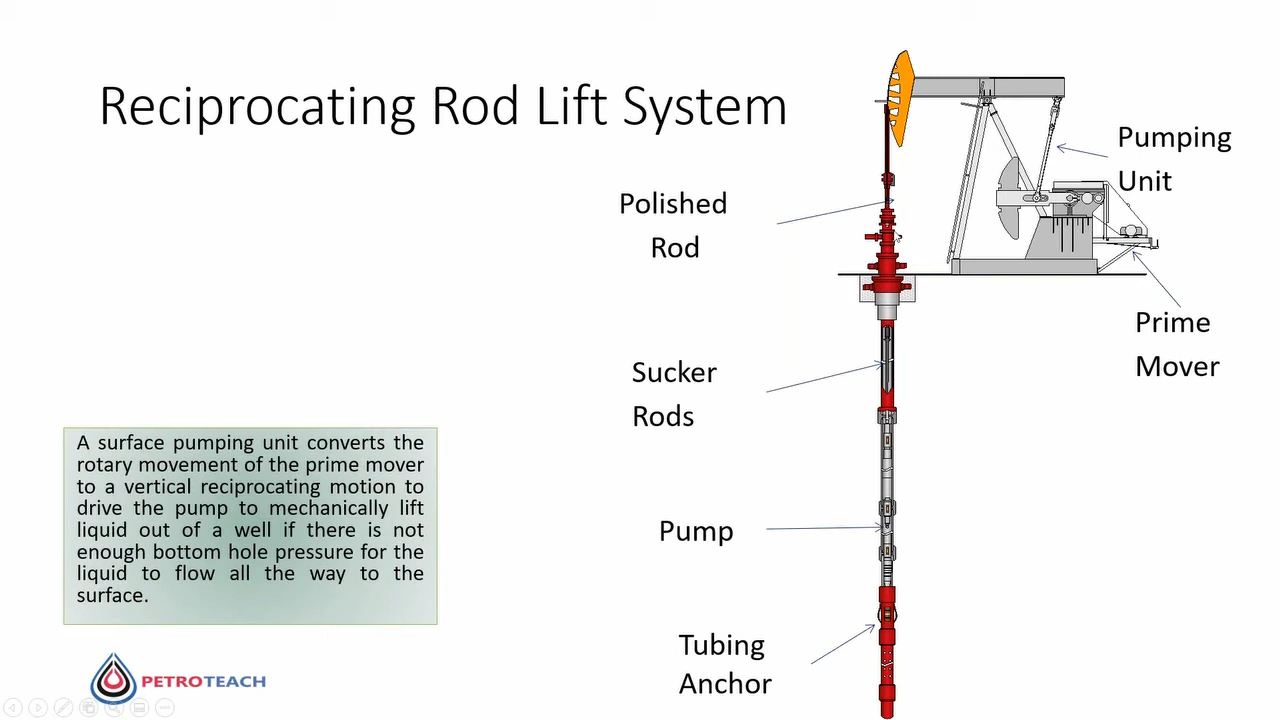 Reciprocating Rod Lift System
Pumping
Unit
Polished
Rod
Prime
Mover
Sucker
Rods
A surface pumping unit converts the
rotary movement of the prime mover
to a vertical reciprocating motion to
drive the pump to mechanically lift
liquid out of a well if there is not
enough bottom hole pressure for the
liquid to flow all the way to the
surface.
Pump
Tubing
Anchor
PETROTEACH